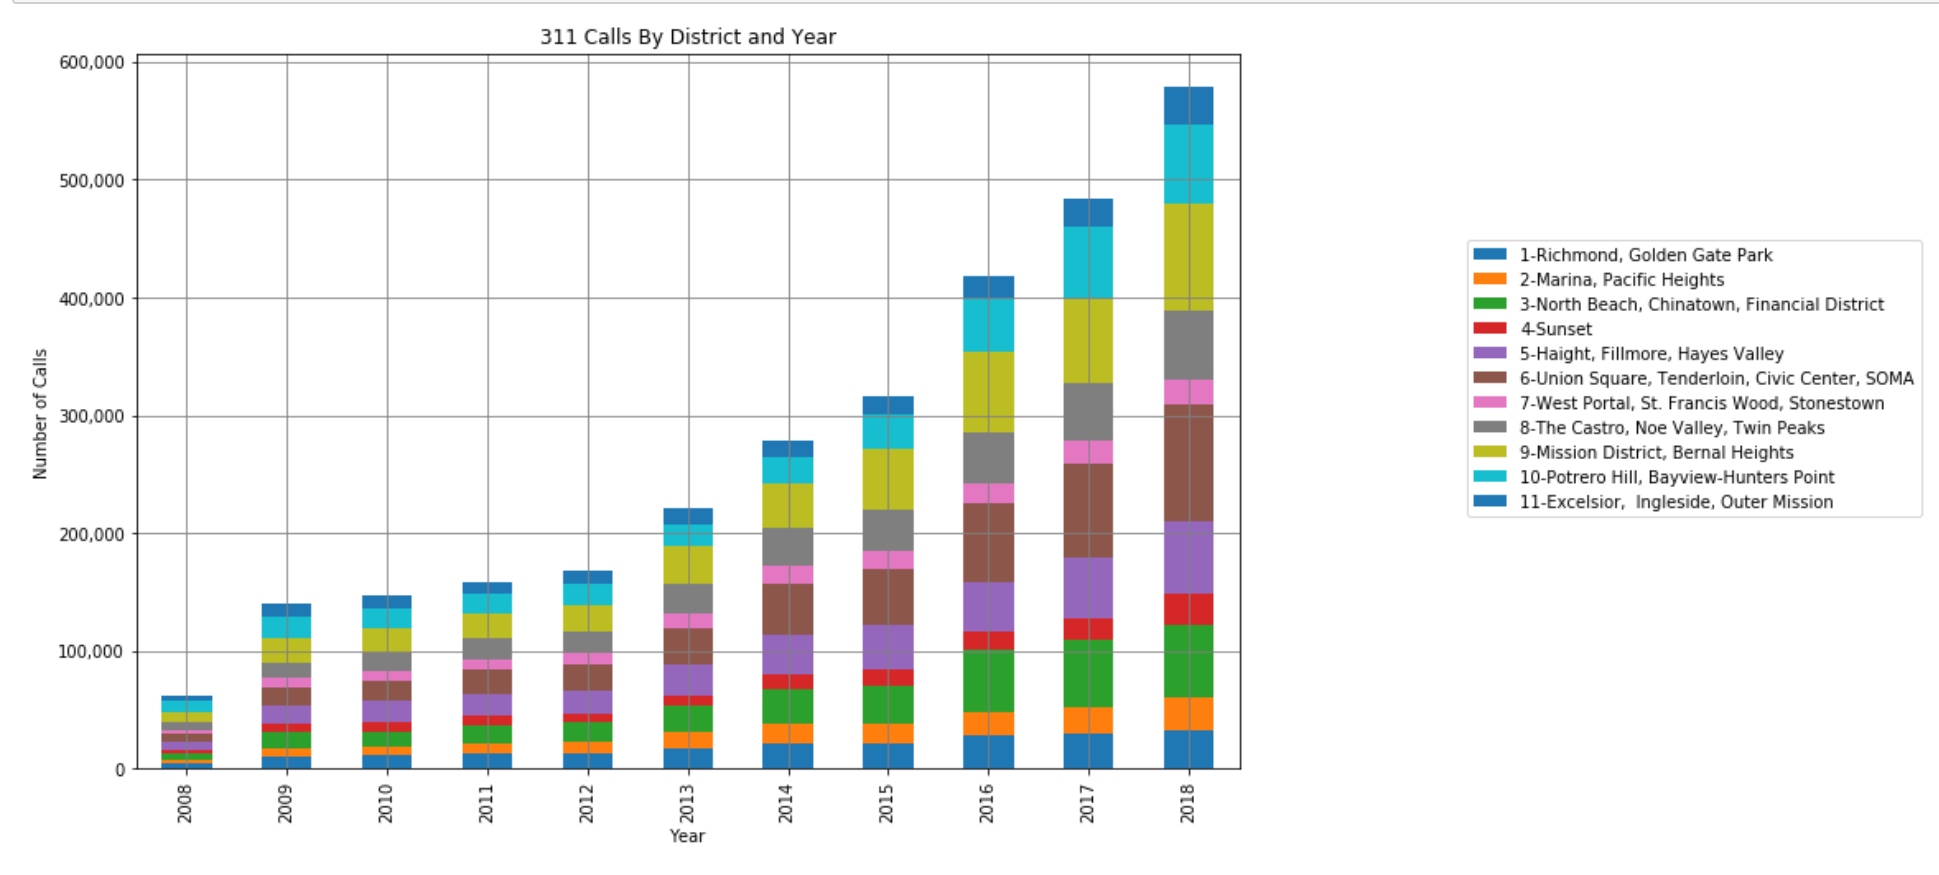 311 Calls By District and Year
600,000
500,000
400,000
300,000
200,000
100,000
0
Number of Calls
2008
2009
2010
2011
2012
2013
2014
2015
2016
2017
2018
Year
1-Richmond, Golden Gate Park
2-Marina, Pacific Heights
3-North Beach, Chinatown, Financial District
4-Sunset
5-Haight, Fillmore, Hayes Valley
6-Union Square, Tenderloin, Civic Center, SOMA
7-West Portal, St. Francis Wood, Stonestown
8-The Castro, Noe Valley, Twin Peaks
9-Mission District, Bernal Heights
10-Potrero Hill, Bayview-Hunters Point
11-Excelsior,  Ingleside, Outer Mission